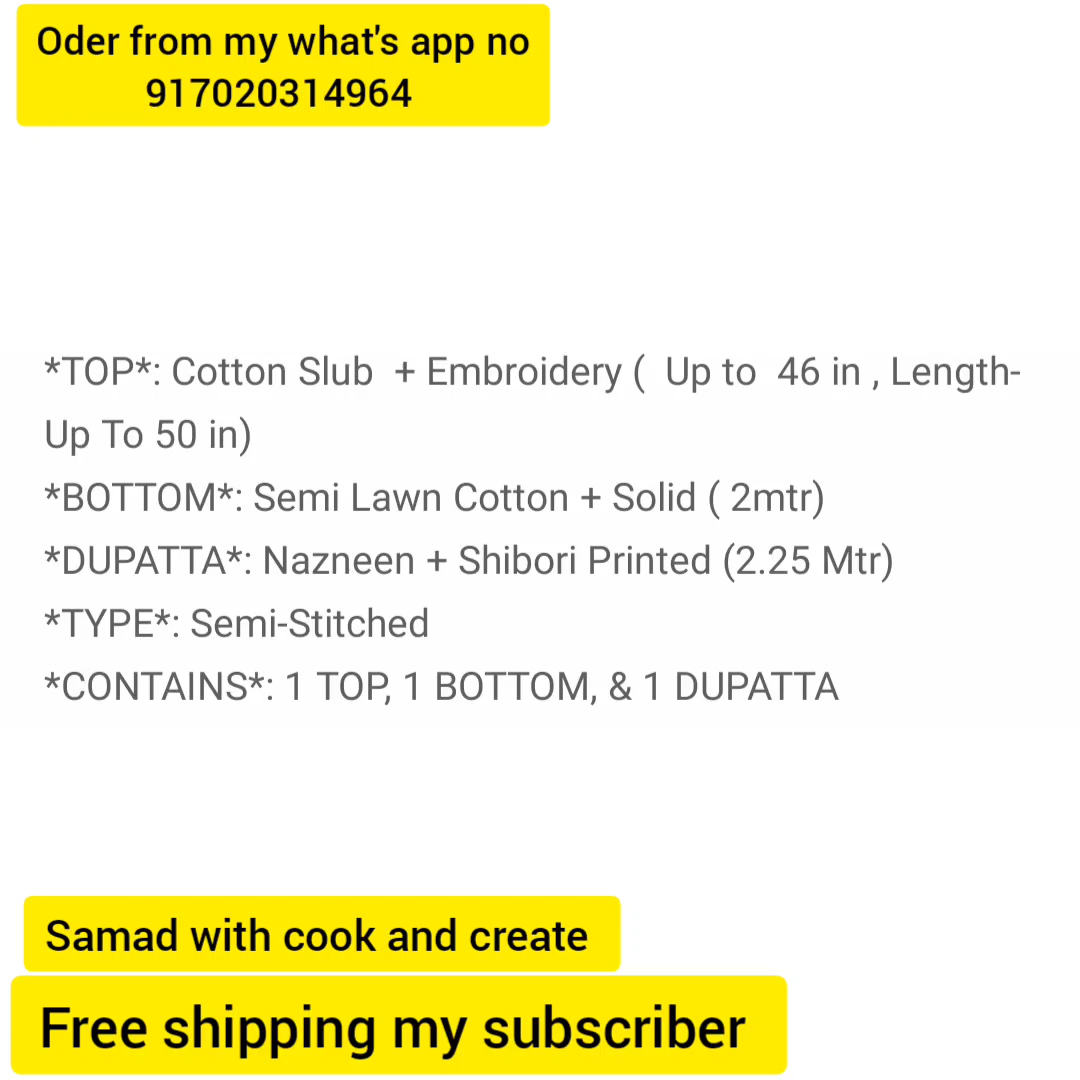 Oder from my what's app no
917020314964
*TOP*: Cotton Slub  + Embroidery (  Up to  46 in , Length-
Up To 50 in)
*BOTTOM*: Semi Lawn Cotton + Solid ( 2mtr)
*DUPATTA*: Nazneen + Shibori Printed (2.25 Mtr)
*TYPE*: Semi-Stitched
*CONTAINS*: 1 TOP, 1 BOTTOM, & 1 DUPATTA
Samad with cook and create
Free shipping my subscriber